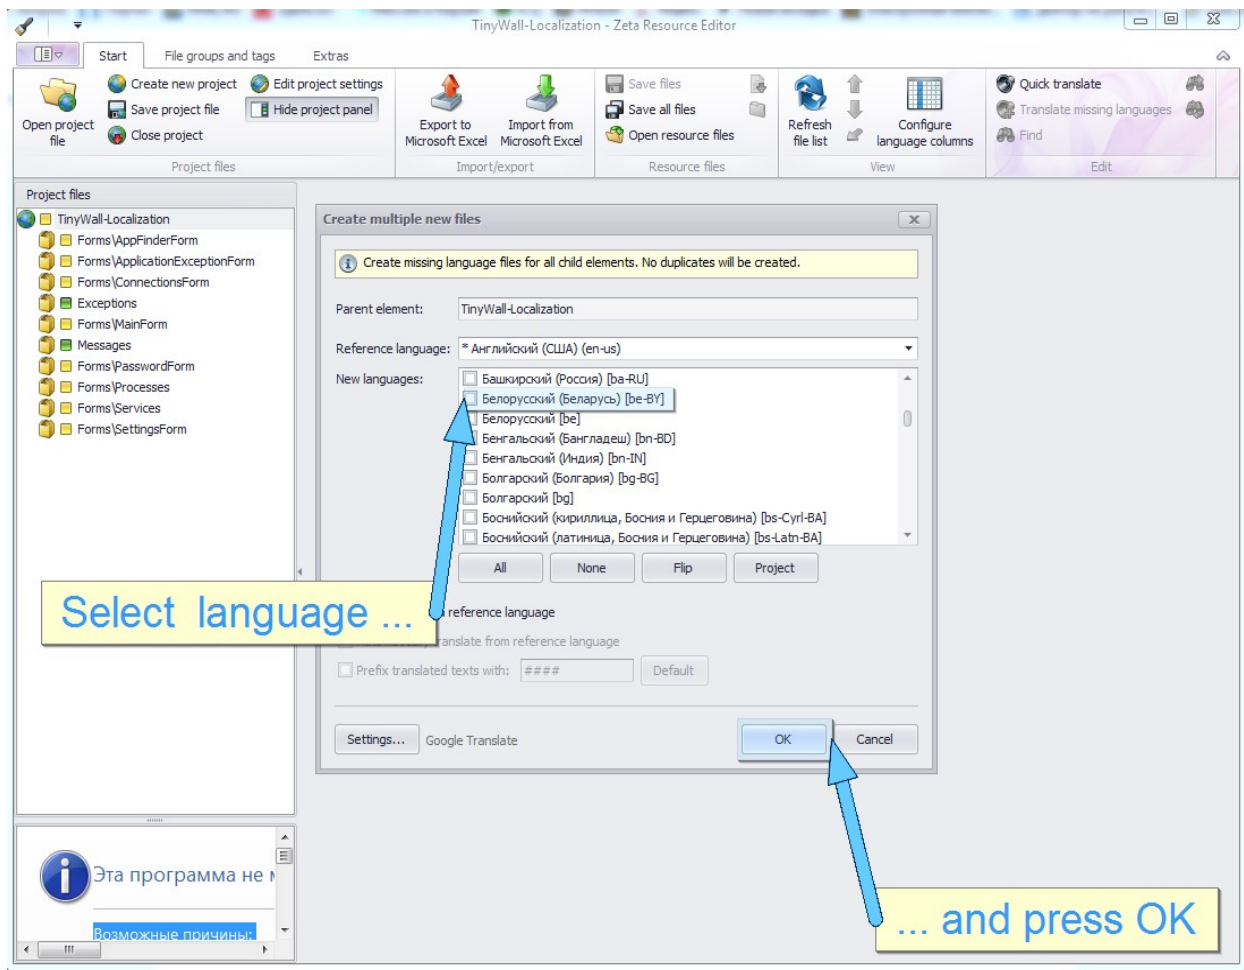 TinyWall-Localization - Zeta Resource Editor
Start File groups and tags Extras
Open project file
Create new project
Save project file
Close project
Edit project settings
Hide project panel
Project files
Export to Microsoft Excel
Import from Microsoft Excel
Import/export
Save files
Save all files
Open resource files
Resource files
Refresh file list
Configure language columns
View
Quick translate
Translate missing languages
Find
Edit
Project files
TinyWall-Localization
Forms\AppFinderForm
Forms\ApplicationExceptionForm
Forms\ConnectionsForm
Exceptions
Forms\MainForm
Messages
Forms\PasswordForm
Forms\Processes
Forms\Services
Forms\SettingsForm
Create multiple new files
Create missing language files for all child elements. No duplicates will be created.
Parent element: TinyWall-Localization
Reference language: * Английский (США) (en-us)
New languages:
Башкирский (Россия) [ba-RU]
Белорусский (Беларусь) [be-BY]
Белорусский [be]
Бенгальский (Бангладеш) [bn-BD]
Бенгальский (Индия) [bn-IN]
Болгарский (Болгария) [bg-BG]
Болгарский [bg]
Боснийский (кириллица, Босния и Герцеговина) [bs-Cyrl-BA]
Боснийский (латиница, Босния и Герцеговина) [bs-Latn-BA]
All None Flip Project
Select language ...
reference language
translate from reference language
Prefix translated texts with: #### Default
Settings... Google Translate OK Cancel
Эта программа не
Возможные причины:
... and press OK